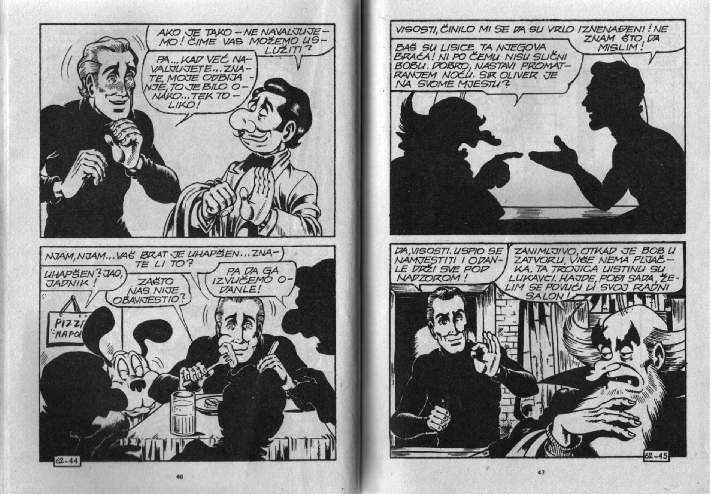 AKO JE TAKO - NE NAVALJUJE-
MO! ČIME VAS MOŽEMO US-
LUŽITI?
PA... KAD VEĆ NA-
VALJUJETE... ZNA-
TE, MOJE ODBIJA-
NJE, TO JE BILO O-
NAKO... TEK TO-
LIKO!
NJAM, NJAM... VAŠ BRAT JE UHAPŠEN... ZNA-
TE LI TO?
UHAPŠEN? JAO,
JADNIK!
ZAŠTO
NAS NIJE
OBAVIJESTIO?
PA DA GA
IZVUČEMO O-
DANLE!
PIZZ
NAPO
62-44
46
VISOSTI, ČINILO MI SE DA SU VRLO IZNENAĐENI! NE
ZNAM ŠTO, DA
MISLIM!
BAŠ SU LISICE TA NJEGOVA
BRAĆA! NI PO ČEMU NISU SLIČNI
BOBU. DOBRO, NASTAVI PROMAT-
RANJEM NOĆU. SIR OLIVER JE
NA SVOME MJESTU?
DA, VISOSTI. USPIO SE
NAMJESTITI I ODAN-
LE DRŽI SVE POD
NADZOROM!
ZANIMLJIVO, OTKAD JE BOB U
ZATVORU, VIŠE NEMA PLJAČ-
KA. TA TROJICA UISTINU SU
LUKAVCI. HAJDE, POĐI SADA, ŽE-
LIM SE POVUĆI U SVOJ RADNI
SALON!
62-45
47